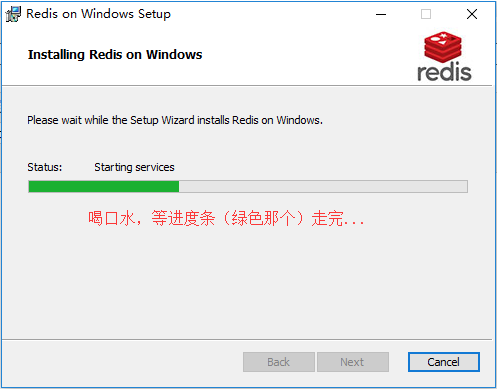 Redis on Windows Setup
Installing Redis on Windows
redis
Please wait while the Setup Wizard installs Redis on Windows.
Status: Starting services
喝口水，等进度条（绿色那个）走完...
Back Next Cancel